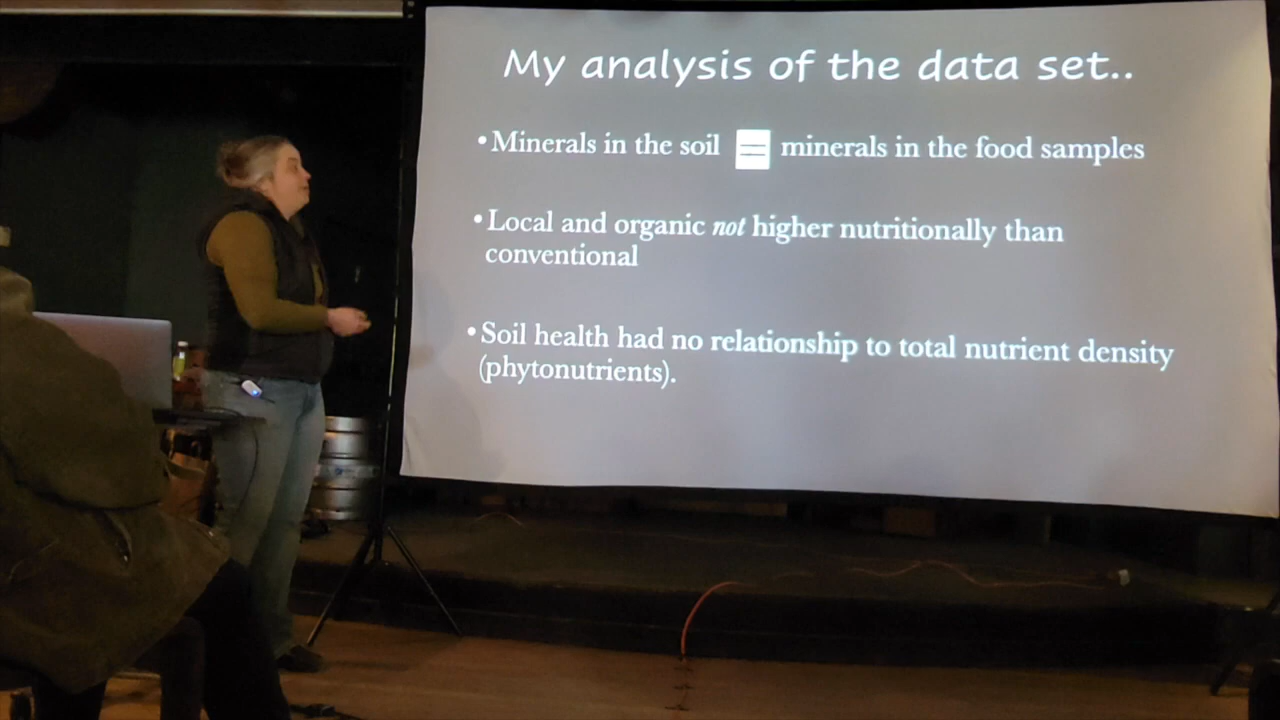 My analysis of the data set..
•Minerals in the soil = minerals in the food samples
•Local and organic not higher nutritionally than
conventional
•Soil health had no relationship to total nutrient density
(phytonutrients).